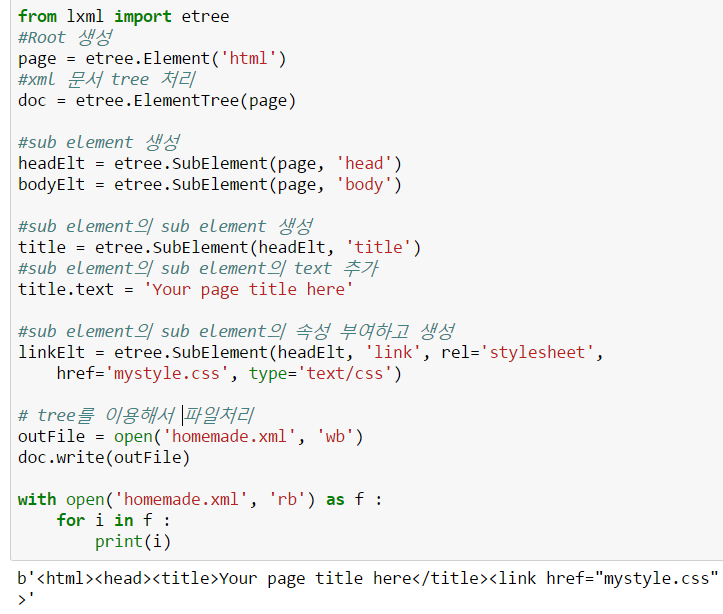 from lxml import etree
#Root 생성
page = etree.Element('html')
#xml 문서 tree 처리
doc = etree.ElementTree(page)
#sub element 생성
headElt = etree.SubElement(page, 'head')
bodyElt = etree.SubElement(page, 'body')
#sub element의 sub element 생성
title = etree.SubElement(headElt, 'title')
#sub element의 sub element의 text 추가
title.text = 'Your page title here'
#sub element의 sub element의 속성 부여하고 생성
linkElt = etree.SubElement(headElt, 'link', rel='stylesheet',
    href='mystyle.css', type='text/css')
# tree를 이용해서 파일처리
outFile = open('homemade.xml', 'wb')
doc.write(outFile)
with open('homemade.xml', 'rb') as f :
    for i in f :
        print(i)
b'<html><head><title>Your page title here</title><link href="mystyle.css"
>'